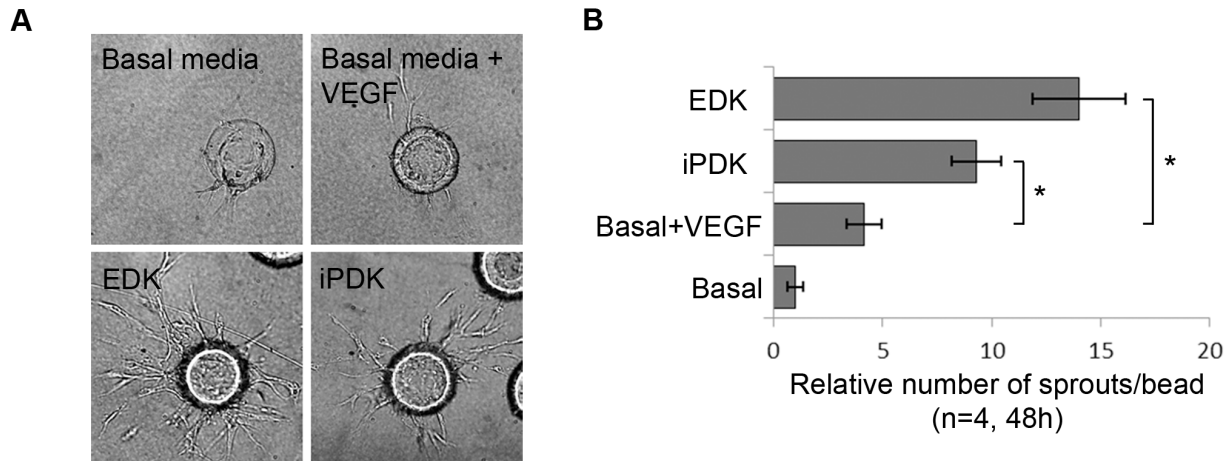 A
Basal media
Basal media +
VEGF
EDK
iPDK
B
EDK
*
iPDK
*
Basal+VEGF
Basal
0 5 10 15 20
Relative number of sprouts/bead
(n=4, 48h)